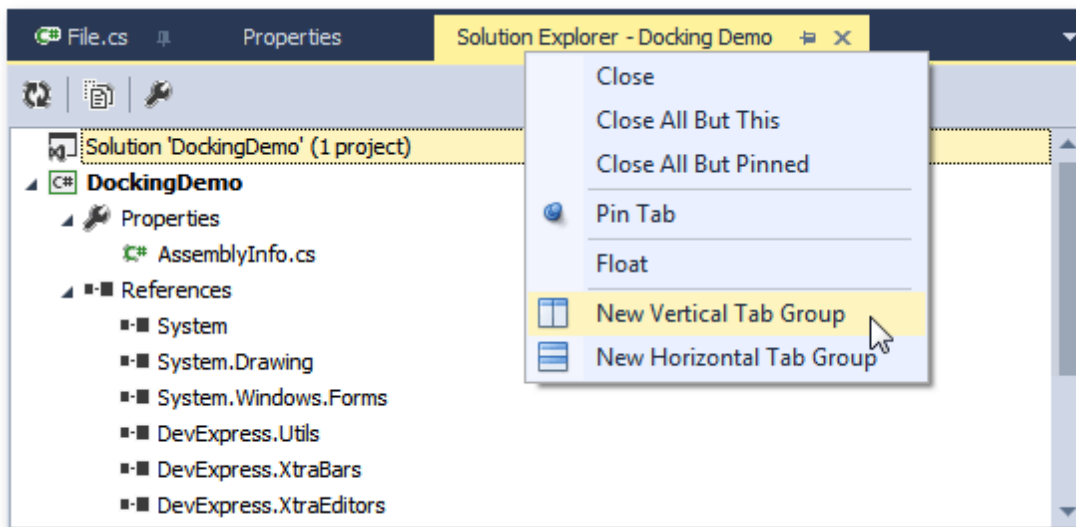 C# File.cs Properties Solution Explorer - Docking Demo
Close
Close All But This
Close All But Pinned
Pin Tab
Float
New Vertical Tab Group
New Horizontal Tab Group
Solution 'DockingDemo' (1 project)
C# DockingDemo
Properties
C# AssemblyInfo.cs
References
System
System.Drawing
System.Windows.Forms
DevExpress.Utils
DevExpress.XtraBars
DevExpress.XtraEditors